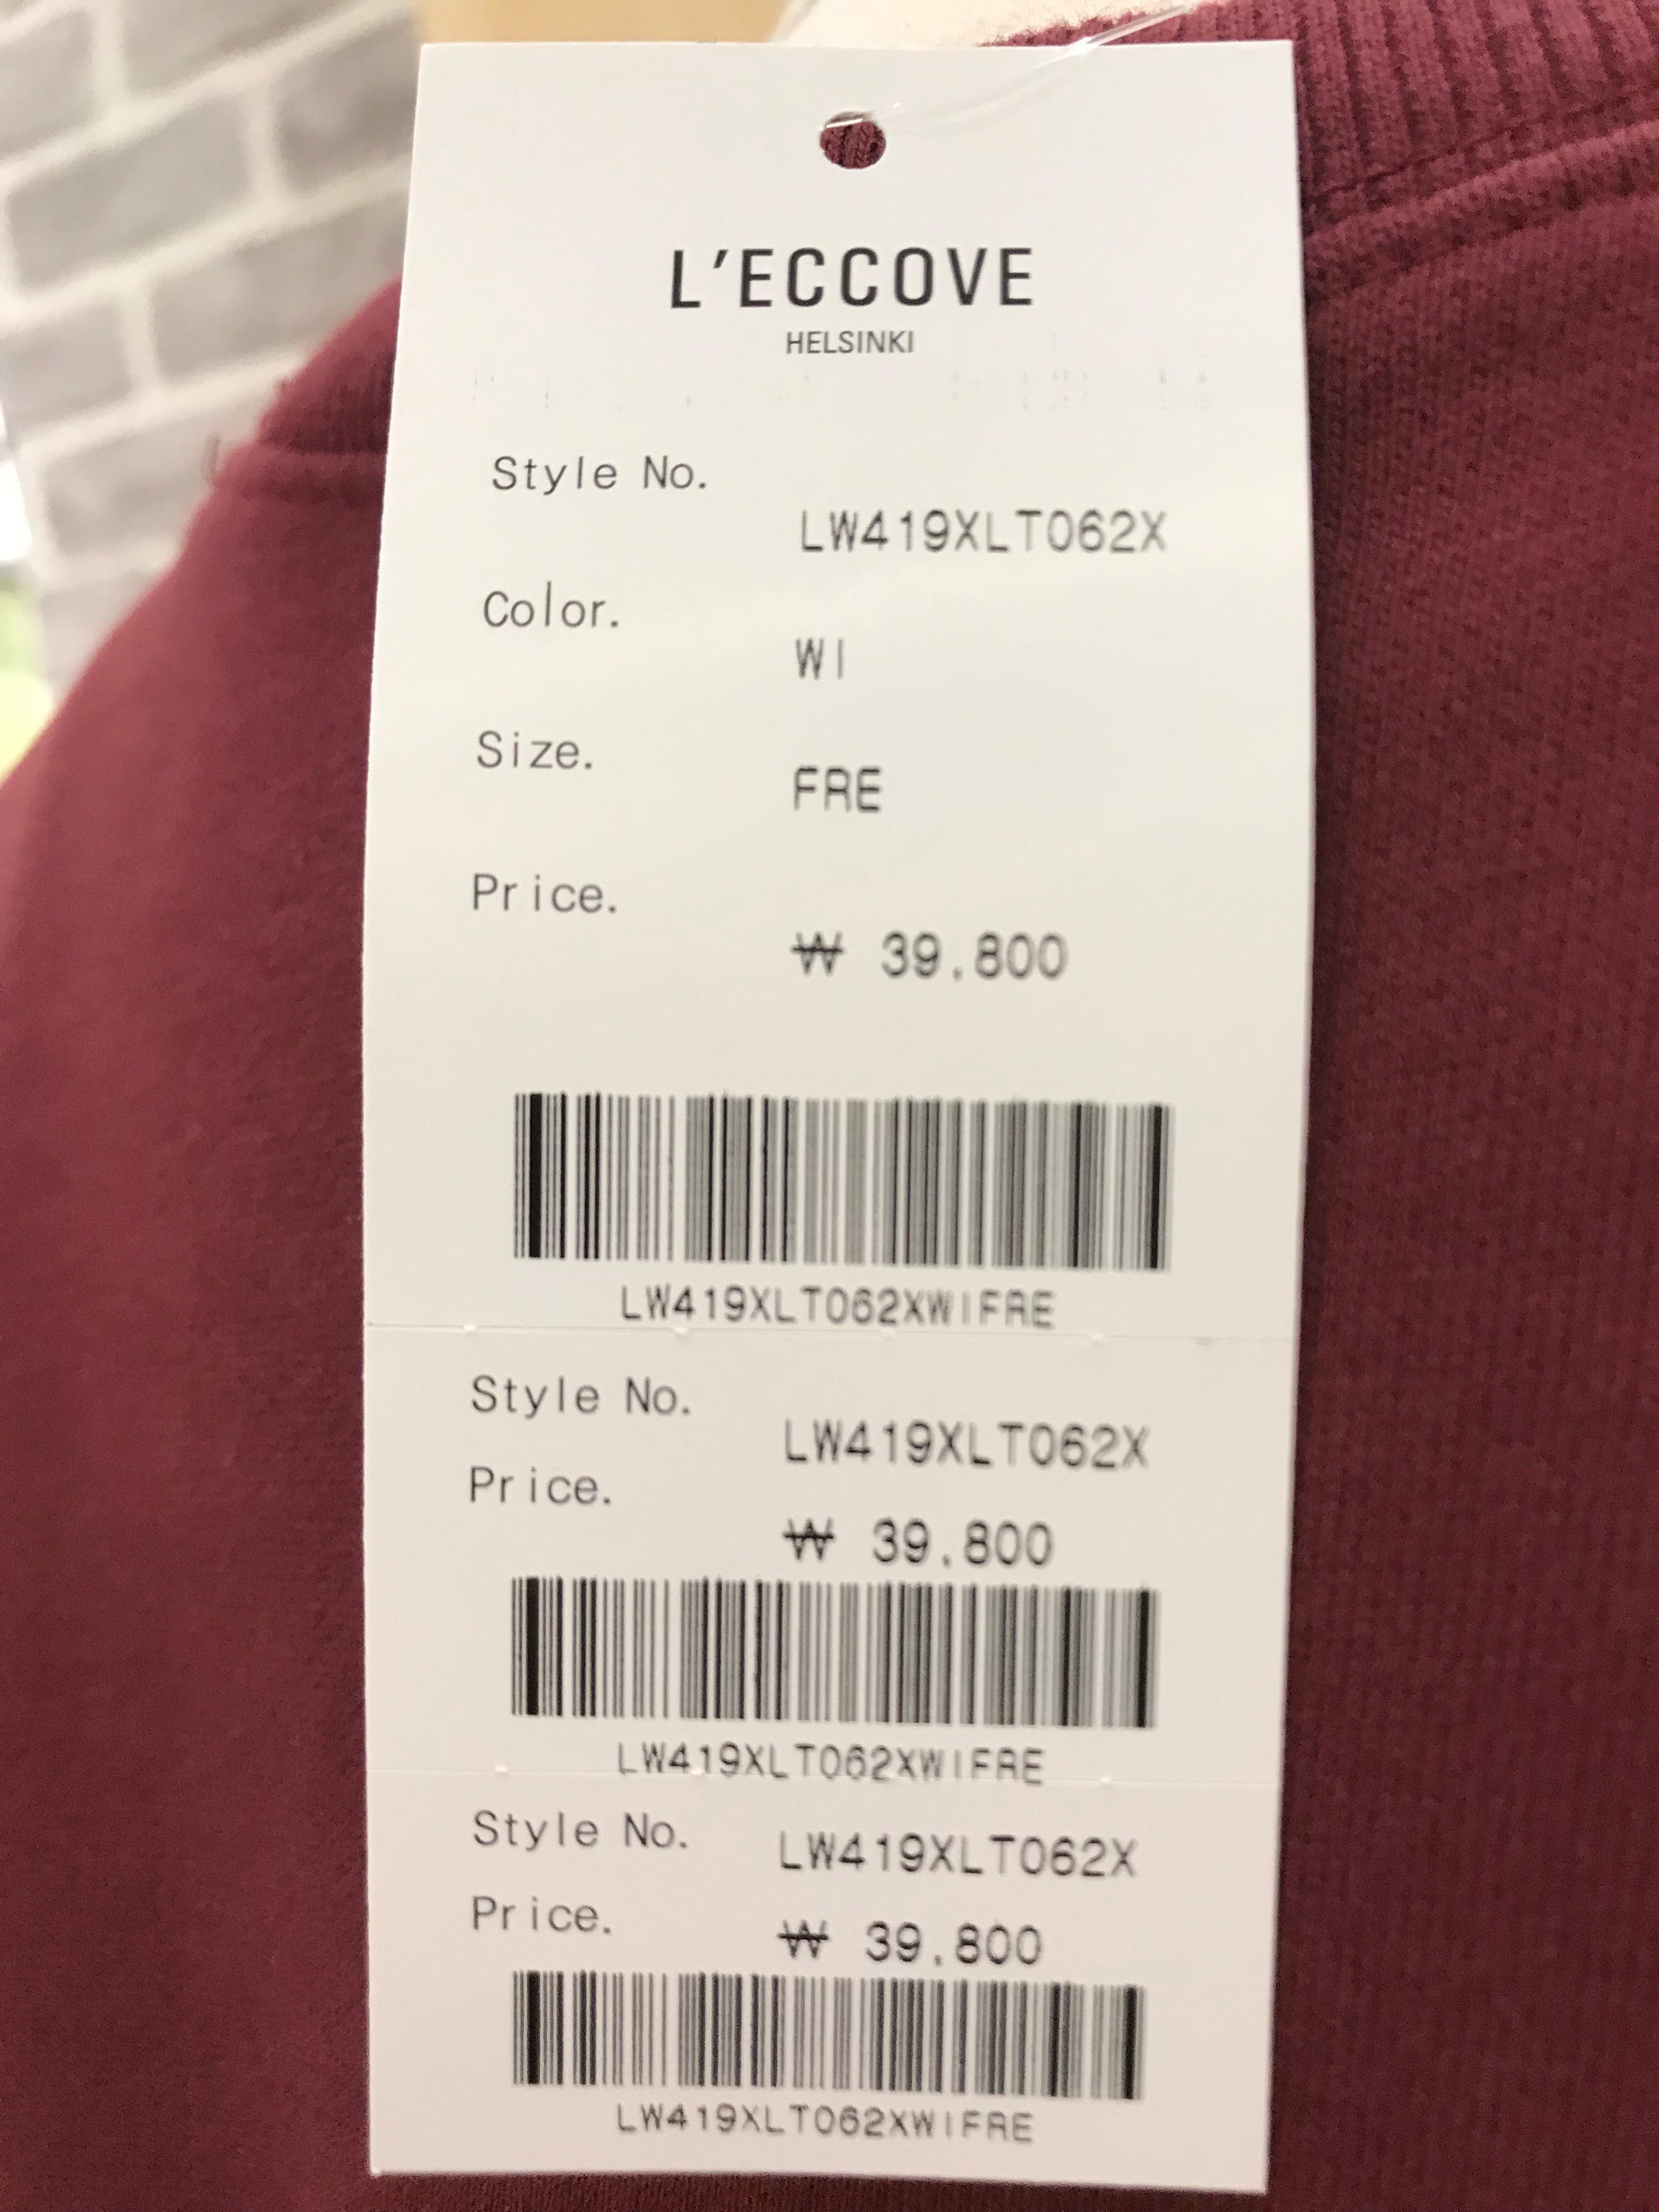 L'ECCOVE
HELSINKI
Style No.
LW419XLT062X
Color.
WI
Size.
FRE
Price.
₩ 39,800
LW419XLT062XWIFRE
Style No.
LW419XLT062X
Price.
₩ 39,800
LW419XLT062XWIFRE
Style No. LW419XLT062X
Price. ₩ 39,800
LW419XLT062XWIFRE